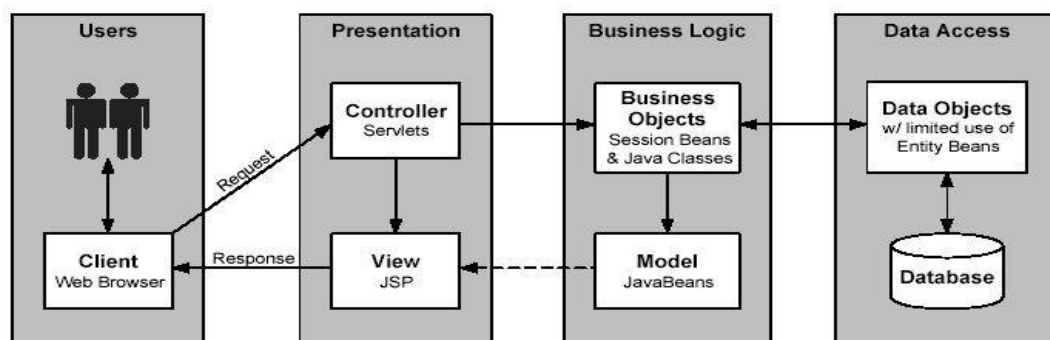 Users
Presentation
Business Logic
Data Access
Controller
Servlets
Business
Objects
Session Beans
& Java Classes
Data Objects
w/ limited use of
Entity Beans
Request
Client
Web Browser
Response
View
JSP
Model
JavaBeans
Database